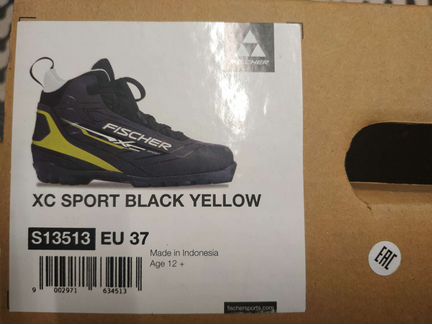 FISCHER
FISCHER
XC SPORT BLACK YELLOW
S13513 EU 37
Made in Indonesia
Age 12 +
9 002971 634513
fischersports.com
EAC